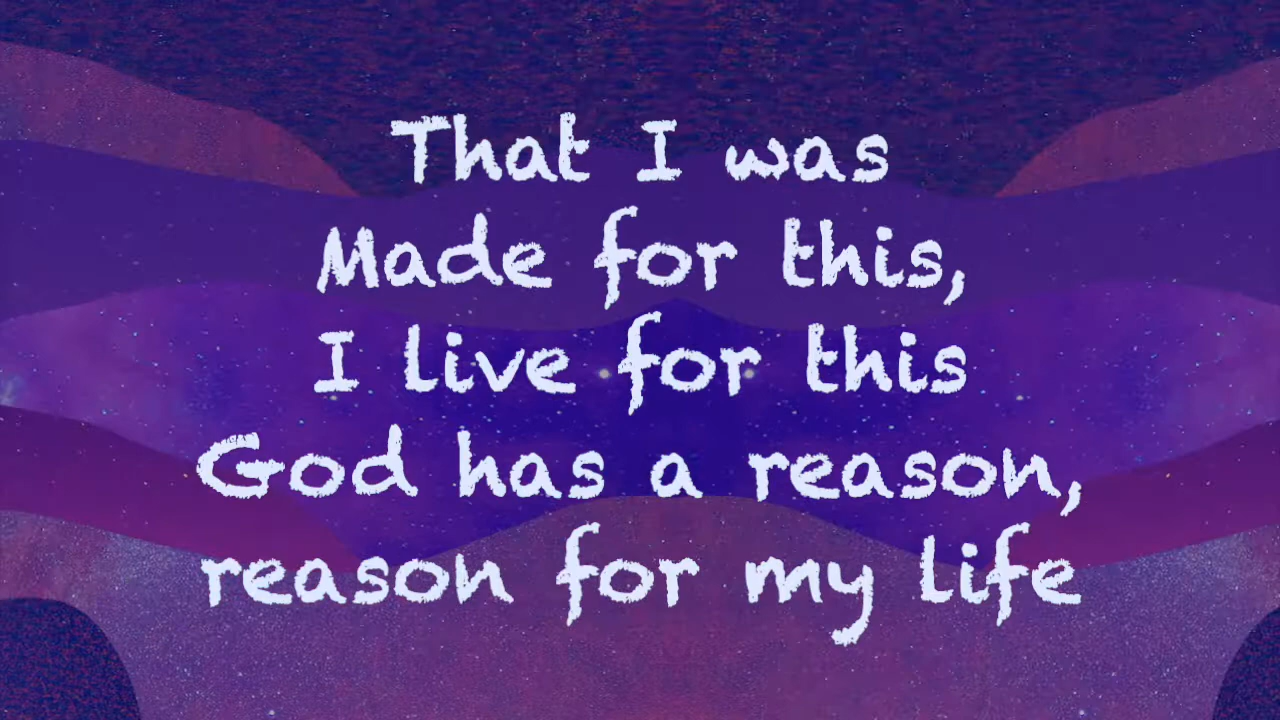 That I was
Made for this,
I live for this
God has a reason,
reason for my life